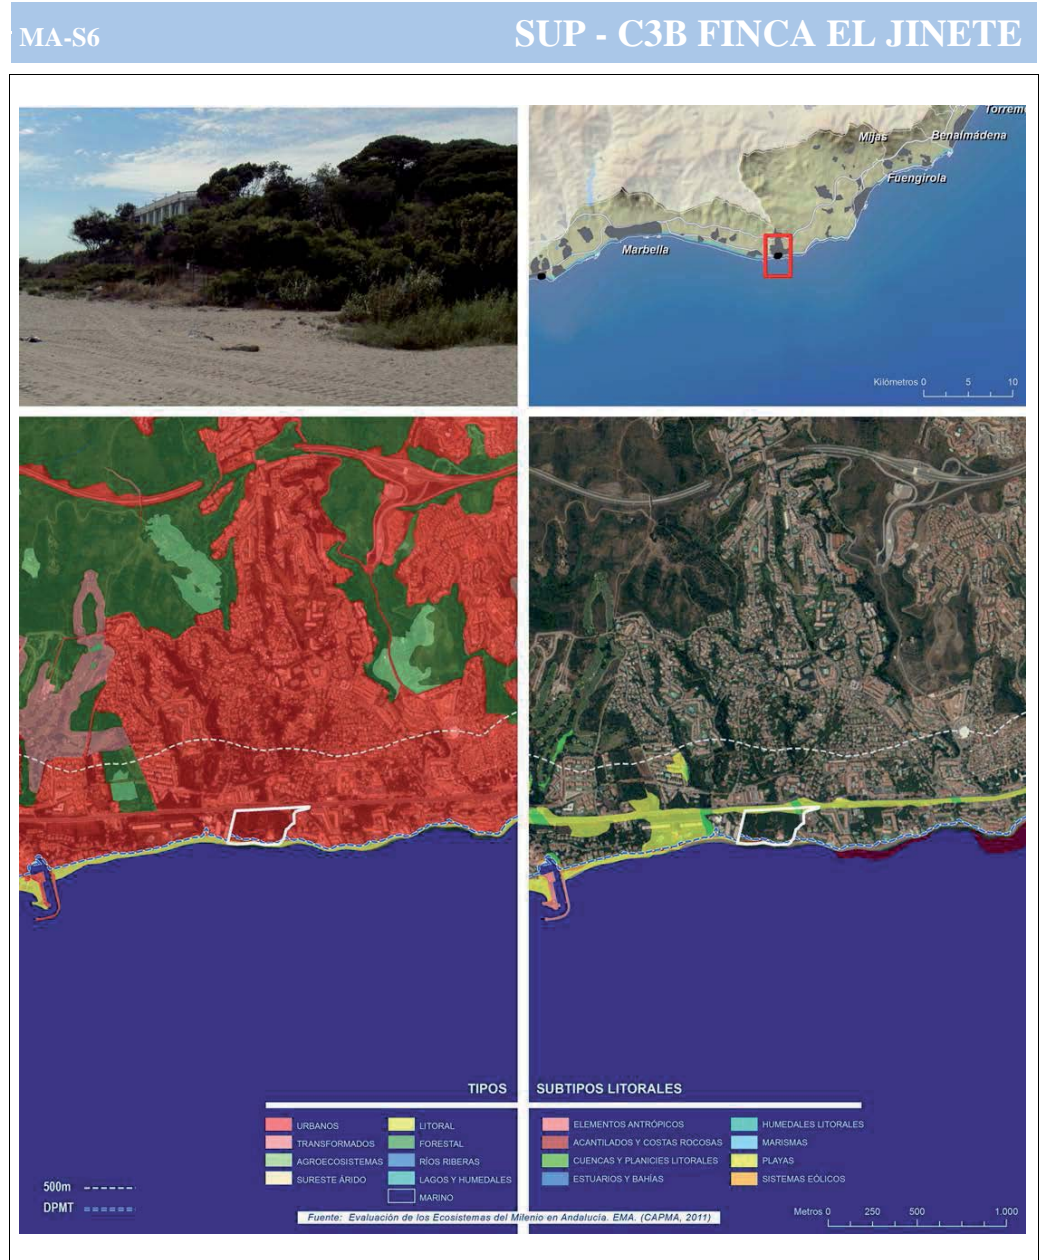 MA-S6
SUP - C3B FINCA EL JINETE
Mijas
Benalmádena
Fuengirola
Marbella
Kilómetros 0 5 10
TIPOS
SUBTIPOS LITORALES
URBANOS
LITORAL
TRANSFORMADOS
FORESTAL
AGROECOSISTEMAS
RÍOS RIBERAS
SURESTE ÁRIDO
LAGOS Y HUMEDALES
MARINO
ELEMENTOS ANTRÓPICOS
HUMEDALES LITORALES
ACANTILADOS Y COSTAS ROCOSAS
MARISMAS
CUENCAS Y PLANICIES LITORALES
PLAYAS
ESTUARIOS Y BAHÍAS
SISTEMAS EÓLICOS
500m
DPMT
Fuente: Evaluación de los Ecosistemas del Milenio en Andalucía. EMA. (CAPMA, 2011)
Metros 0 250 500 1.000